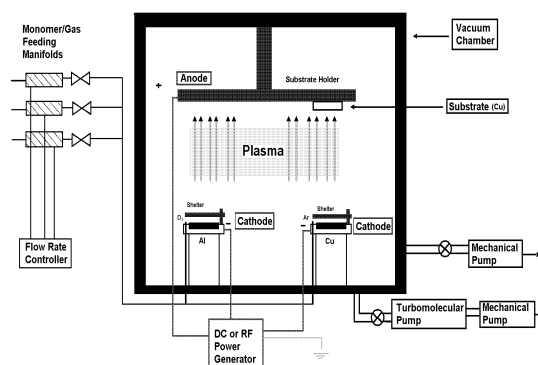 Monomer/Gas
Feeding
Manifolds
Vacuum
Chamber
+
Anode
Substrate Holder
Substrate (Cu)
Plasma
Shelter
O₂
Cathode
-
Al
Shelter
Ar
Cathode
-
Cu
Flow Rate
Controller
Mechanical
Pump
Turbomolecular
Pump
Mechanical
Pump
DC or RF
Power
Generator